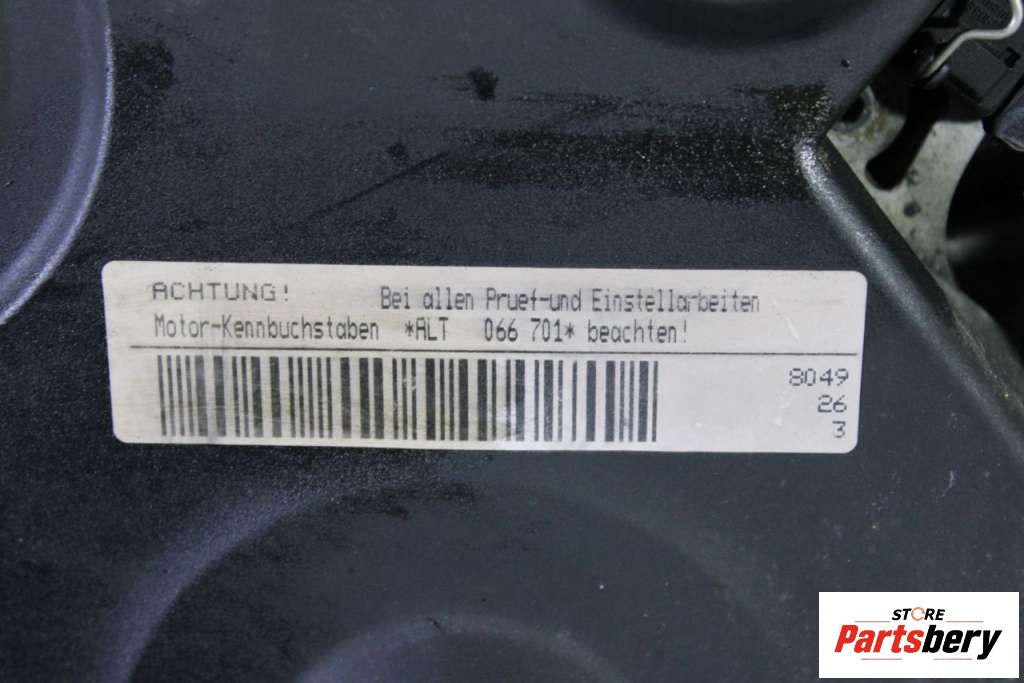 ACHTUNG! Bei allen Pruef-und Einstellarbeiten
Motor-Kennbuchstaben *ALT 066 701* beachten!
8049
26
3
STORE
Partsbery